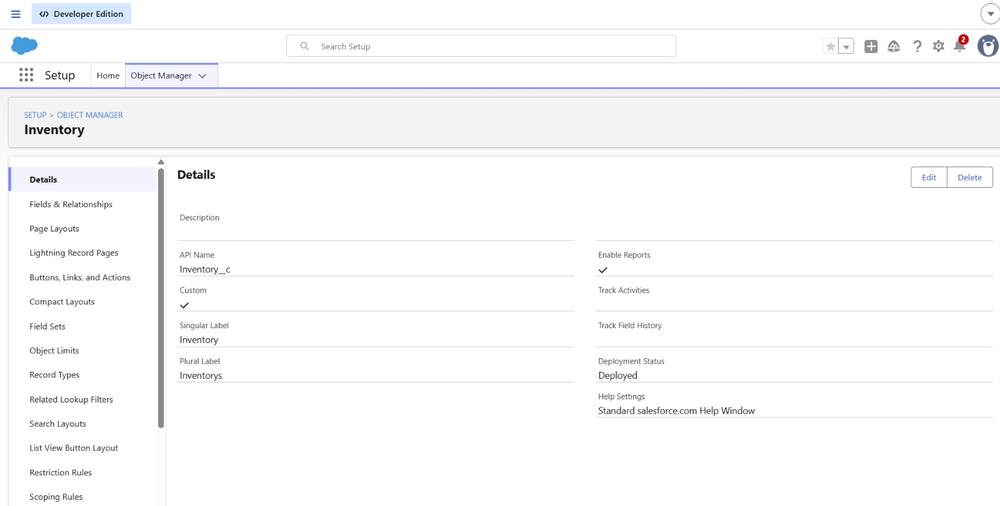 Developer Edition
Search Setup
2
Setup
Home
Object Manager
SETUP > OBJECT MANAGER
Inventory
Details
Fields & Relationships
Page Layouts
Lightning Record Pages
Buttons, Links, and Actions
Compact Layouts
Field Sets
Object Limits
Record Types
Related Lookup Filters
Search Layouts
List View Button Layout
Restriction Rules
Scoping Rules
Details
Edit
Delete
Description
API Name
Inventory__c
Custom
Singular Label
Inventory
Plural Label
Inventorys
Enable Reports
Track Activities
Track Field History
Deployment Status
Deployed
Help Settings
Standard salesforce.com Help Window